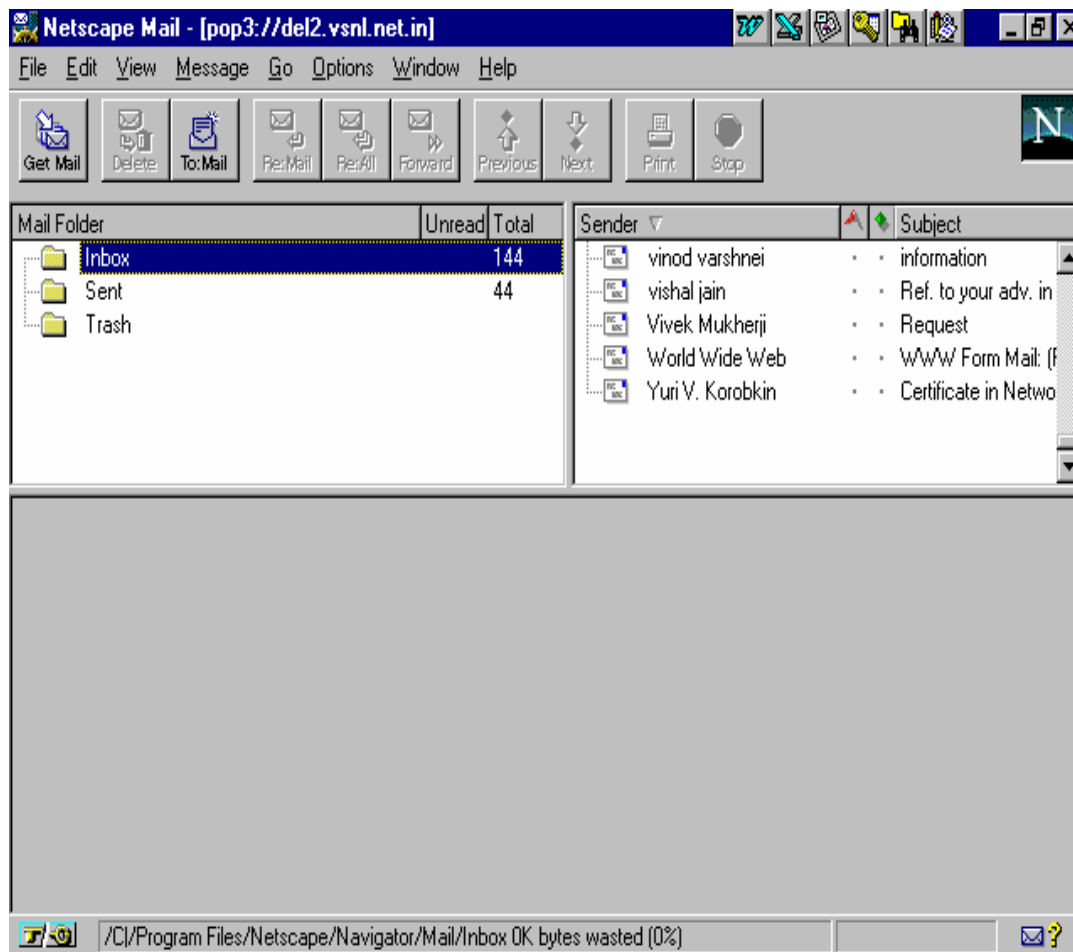 Netscape Mail - [pop3://del2.vsnl.net.in]
File Edit View Message Go Options Window Help
N
Get Mail Delete To:Mail Re:Mail Re:All Forward Previous Next Print Stop
Mail Folder Unread Total
Inbox 144
Sent 44
Trash
Sender Subject
vinod varshnei information
vishal jain Ref. to your adv. in
Vivek Mukherji Request
World Wide Web WWW Form Mail: (F
Yuri V. Korobkin Certificate in Netwo
/C|/Program Files/Netscape/Navigator/Mail/Inbox 0K bytes wasted (0%)